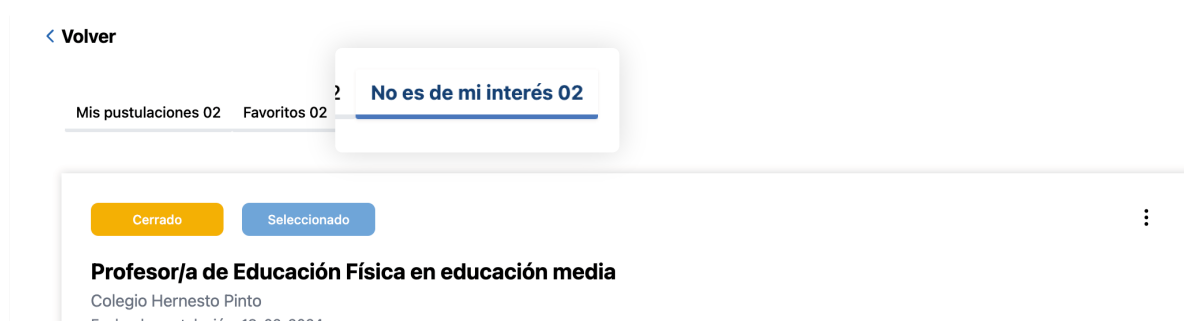 Volver
Mis pustulaciones 02 Favoritos 02 2 No es de mi interés 02
Cerrado Seleccionado
Profesor/a de Educación Física en educación media
Colegio Hernesto Pinto